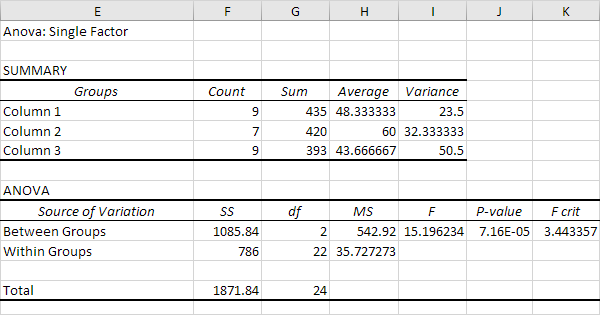 E F G H I J K
Anova: Single Factor
SUMMARY
Groups Count Sum Average Variance
Column 1 9 435 48.333333 23.5
Column 2 7 420 60 32.333333
Column 3 9 393 43.666667 50.5
ANOVA
Source of Variation SS df MS F P-value F crit
Between Groups 1085.84 2 542.92 15.196234 7.16E-05 3.443357
Within Groups 786 22 35.727273
Total 1871.84 24